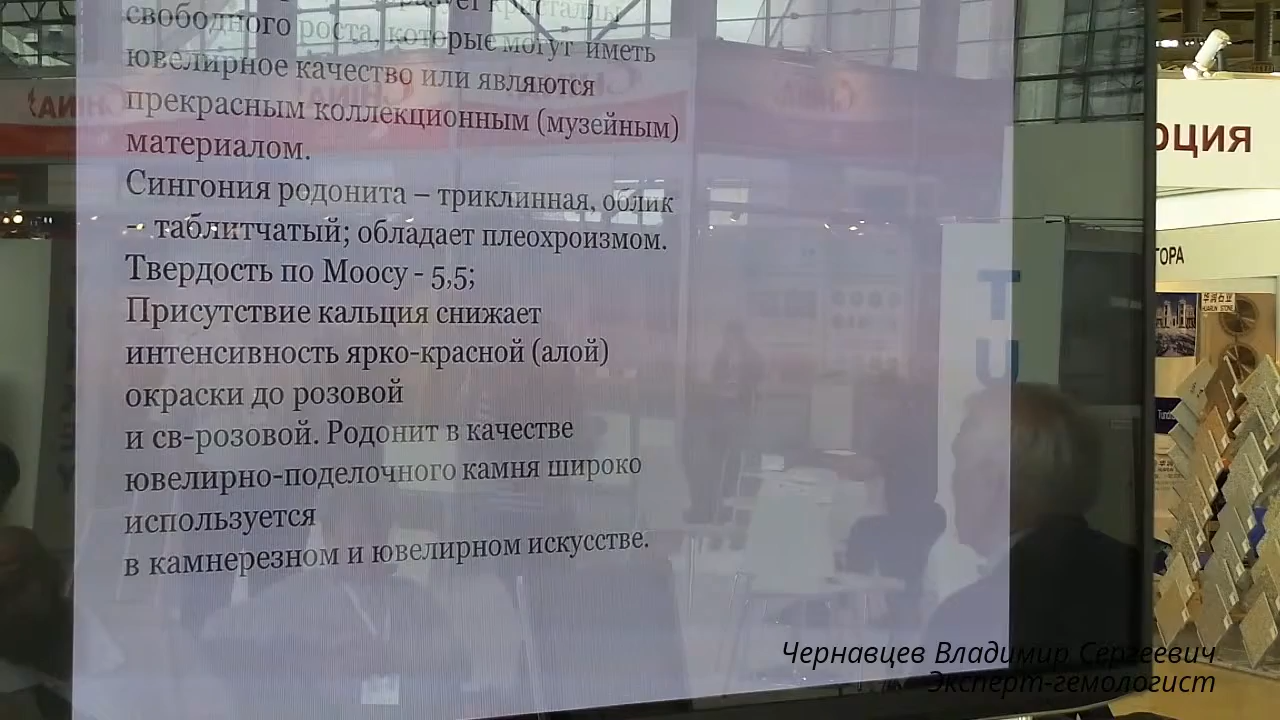 кристаллы
свободного роста, которые могут иметь
ювелирное качество или являются
прекрасным коллекционным (музейным)
материалом.
Сингония родонита – триклинная, облик
– таблитчатый; обладает плеохроизмом.
Твердость по Моосу - 5,5;
Присутствие кальция снижает
интенсивность ярко-красной (алой)
окраски до розовой
и св-розовой. Родонит в качестве
ювелирно-поделочного камня широко
используется
в камнерезном и ювелирном искусстве.
T
U
Чернавцев Владимир Сергеевич
Эксперт-гемологист